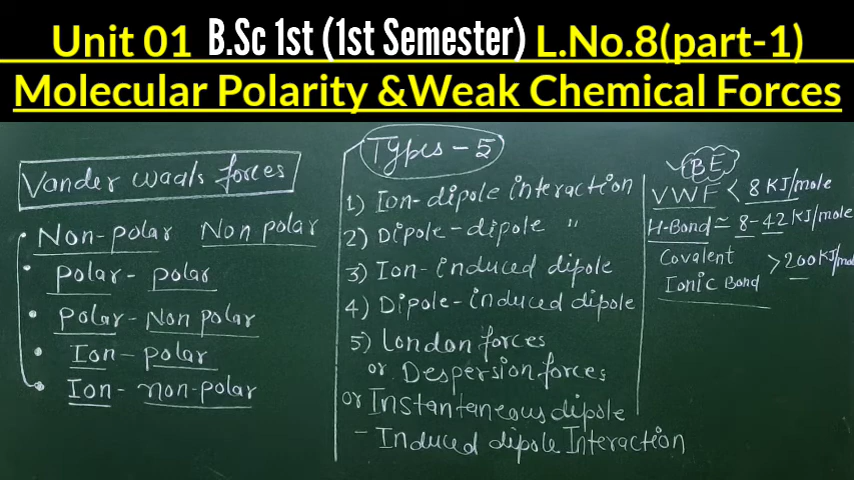 Unit 01 B.Sc 1st (1st Semester) L.No.8(part-1)
Molecular Polarity &Weak Chemical Forces
Vander waals forces
Non-polar Non polar
Polar - polar
Polar - Non polar
Ion - polar
Ion - non-polar
Types - 5
1) Ion-dipole interaction
2) Dipole-dipole "
3) Ion-induced dipole
4) Dipole-induced dipole
5) London forces
or Despersion forces
or Instantaneous dipole
- Induced dipole Interaction
BE
VWF < 8 KJ/mole
H-Bond ≃ 8-42 KJ/mole
Covalent
Ionic Bond > 200 KJ/mol